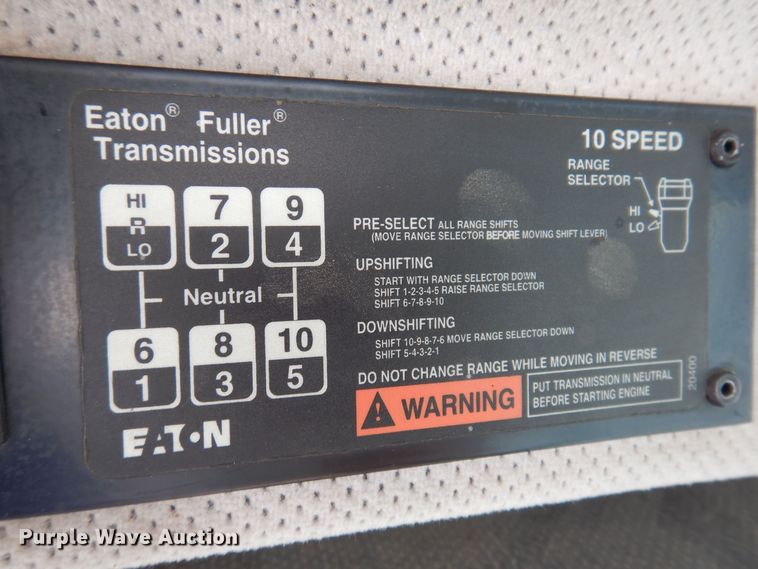 Eaton® Fuller®
Transmissions
10 SPEED
RANGE
SELECTOR
HI
LO
HI
R
LO
7
2
9
4
Neutral
6
1
8
3
10
5
EATON
PRE-SELECT ALL RANGE SHIFTS
(MOVE RANGE SELECTOR BEFORE MOVING SHIFT LEVER)
UPSHIFTING
START WITH RANGE SELECTOR DOWN
SHIFT 1-2-3-4-5 RAISE RANGE SELECTOR
SHIFT 6-7-8-9-10
DOWNSHIFTING
SHIFT 10-9-8-7-6 MOVE RANGE SELECTOR DOWN
SHIFT 5-4-3-2-1
DO NOT CHANGE RANGE WHILE MOVING IN REVERSE
WARNING
PUT TRANSMISSION IN NEUTRAL
BEFORE STARTING ENGINE
20400
Purple Wave Auction